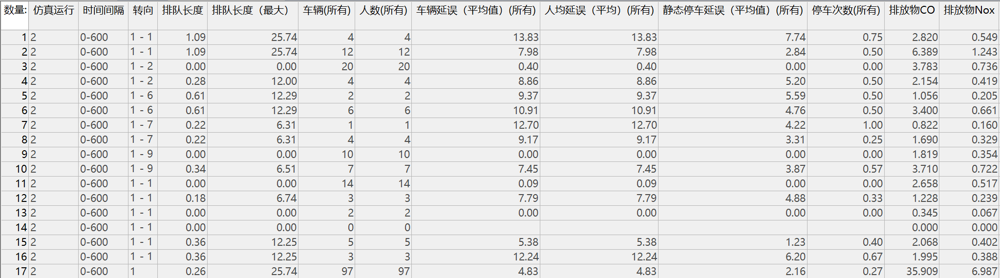 数量: 仿真运行 时间间隔 转向 排队长度 排队长度（最大） 车辆(所有) 人数(所有) 车辆延误（平均值）(所有) 人均延误（平均）(所有) 静态停车延误（平均值）(所有) 停车次数(所有) 排放物CO 排放物Nox
1 2 0-600 1 - 1 1.09 25.74 4 4 13.83 13.83 7.74 0.75 2.820 0.549
2 2 0-600 1 - 1 1.09 25.74 12 12 7.98 7.98 2.84 0.50 6.389 1.243
3 2 0-600 1 - 2 0.00 0.00 20 20 0.40 0.40 0.00 0.00 3.783 0.736
4 2 0-600 1 - 2 0.28 12.00 4 4 8.86 8.86 5.20 0.50 2.154 0.419
5 2 0-600 1 - 6 0.61 12.29 2 2 9.37 9.37 5.59 0.50 1.056 0.205
6 2 0-600 1 - 6 0.61 12.29 6 6 10.91 10.91 4.76 0.50 3.400 0.661
7 2 0-600 1 - 7 0.22 6.31 1 1 12.70 12.70 4.22 1.00 0.822 0.160
8 2 0-600 1 - 7 0.22 6.31 4 4 9.17 9.17 3.31 0.25 1.690 0.329
9 2 0-600 1 - 9 0.00 0.00 10 10 0.00 0.00 0.00 0.00 1.819 0.354
10 2 0-600 1 - 9 0.34 6.51 7 7 7.45 7.45 3.87 0.57 3.710 0.722
11 2 0-600 1 - 1 0.00 0.00 14 14 0.09 0.09 0.00 0.00 2.658 0.517
12 2 0-600 1 - 1 0.18 6.74 3 3 7.79 7.79 4.88 0.33 1.228 0.239
13 2 0-600 1 - 1 0.00 0.00 2 2 0.00 0.00 0.00 0.00 0.345 0.067
14 2 0-600 1 - 1 0.00 0.00 0 0 0.000 0.000
15 2 0-600 1 - 1 0.36 12.25 5 5 5.38 5.38 1.23 0.40 2.068 0.402
16 2 0-600 1 - 1 0.36 12.25 3 3 12.24 12.24 6.20 0.67 1.995 0.388
17 2 0-600 1 0.26 25.74 97 97 4.83 4.83 2.16 0.27 35.909 6.987